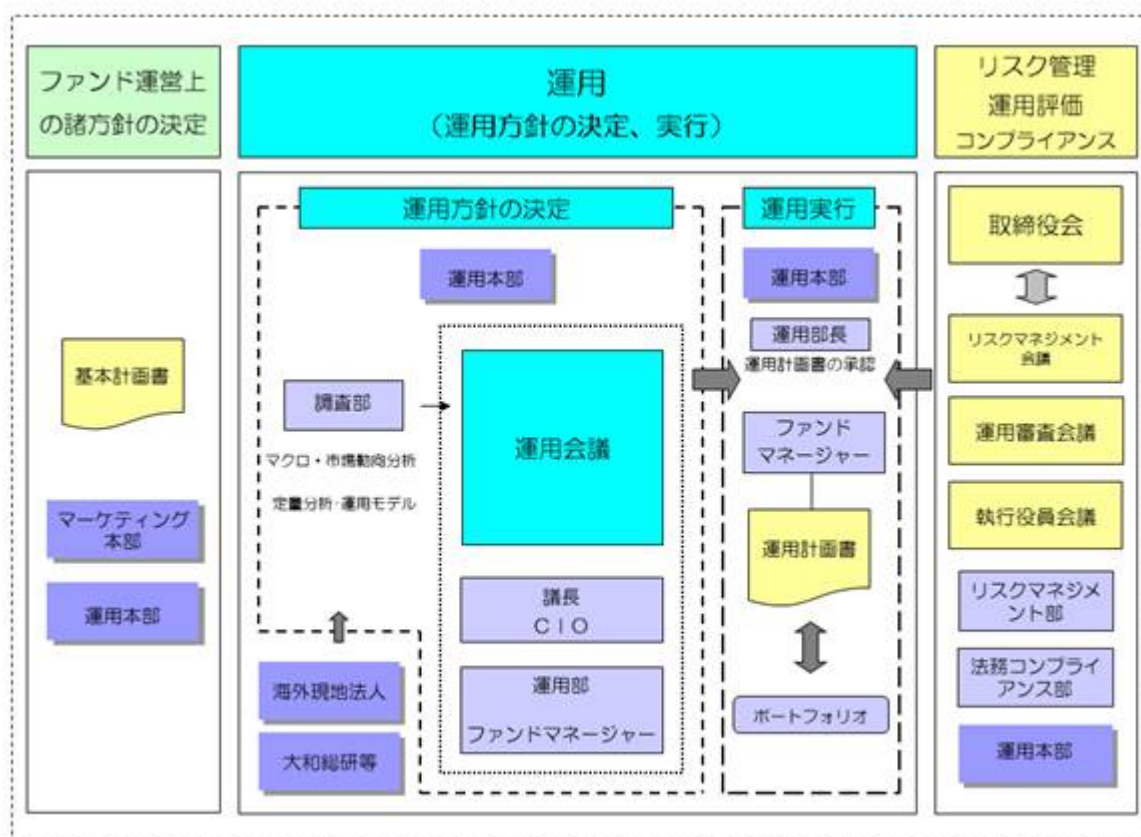 ファンド運営上
の諸方針の決定
運用
(運用方針の決定、実行)
リスク管理
運用評価
コンプライアンス
基本計画書
マーケティング
本部
運用本部
運用方針の決定
運用本部
調査部
マクロ・市場動向分析
定量分析・運用モデル
運用会議
議長
CIO
運用部
ファンドマネージャー
海外現地法人
大和総研等
運用実行
運用本部
運用部長
運用計画書の承認
ファンド
マネージャー
運用計画書
ポートフォリオ
取締役会
リスクマネジメント
会議
運用審査会議
執行役員会議
リスクマネジメ
ント部
法務コンプライ
アンス部
運用本部